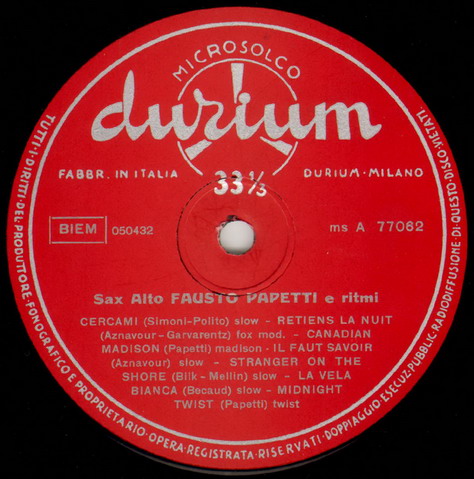 MICROSOLCO
durium
FABBR. IN ITALIA
33 1/3
DURIUM - MILANO
BIEM
050432
ms A 77062
Sax Alto FAUSTO PAPETTI e ritmi
CERCAMI (Simoni-Polito) slow - RETIENS LA NUIT
(Aznavour - Garvarentz) fox mod. - CANADIAN
MADISON (Papetti) madison - IL FAUT SAVOIR
(Aznavour) slow - STRANGER ON THE
SHORE (Bilk - Mellin) slow - LA VELA
BIANCA (Becaud) slow - MIDNIGHT
TWIST (Papetti) twist
TUTTI·I·DIRITTI·DEL·PRODUTTORE·FONOGRAFICO E PROPRIETARIO·OPERA·REGISTRATA·RISERVATI·DOPPIAGGIO·ESECUZ·PUBBLIC·RADIODIFFUSIONE·DI·QUESTO·DISCO·VIETATI·